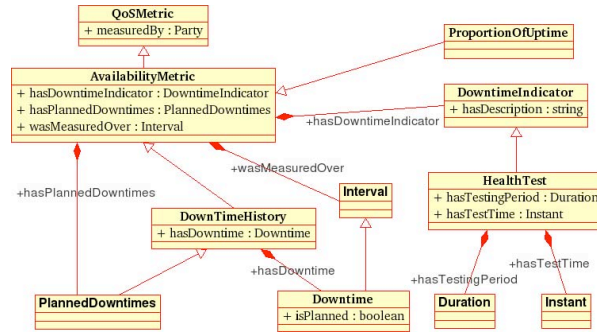 QoSMetric
+ measuredBy : Party
ProportionOfUptime
AvailabilityMetric
+ hasDowntimeIndicator : DowntimeIndicator
+ hasPlannedDowntimes : PlannedDowntimes
+ wasMeasuredOver : Interval
DowntimeIndicator
+ hasDescription : string
+hasDowntimeIndicator
+wasMeasuredOver
+hasPlannedDowntimes
Interval
HealthTest
+ hasTestingPeriod : Duration
+ hasTestTime : Instant
DownTimeHistory
+ hasDowntime : Downtime
+hasDowntime
+hasTestTime
+hasTestingPeriod
PlannedDowntimes
Downtime
+ isPlanned : boolean
Duration
Instant